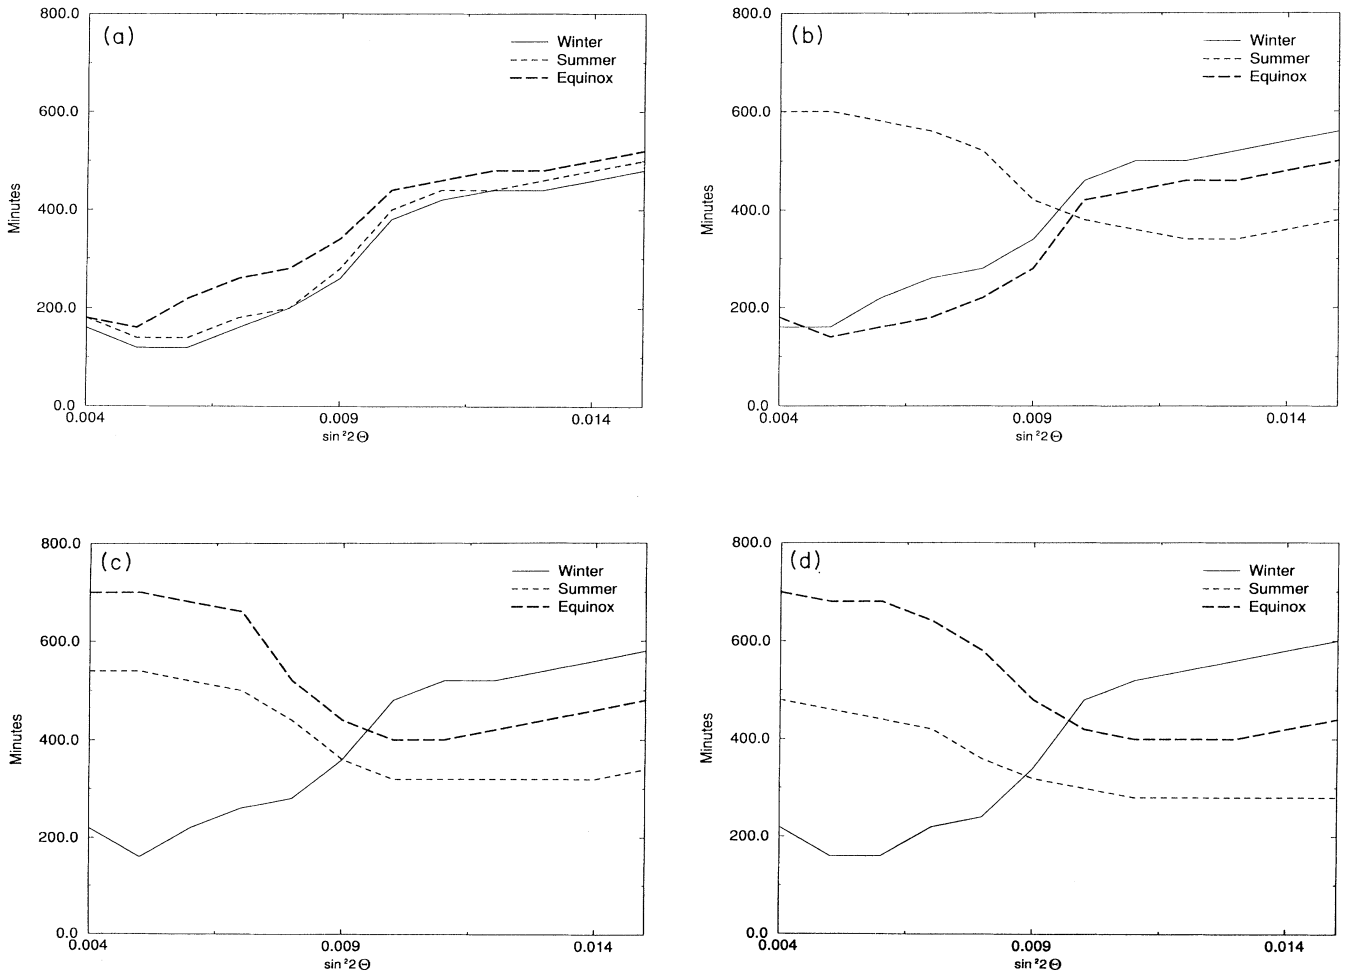 (a)
800.0
600.0
400.0
200.0
0.0
Minutes
Winter
Summer
Equinox
0.004
0.009
0.014
sin²2Θ
(b)
800.0
600.0
400.0
200.0
0.0
Minutes
Winter
Summer
Equinox
0.004
0.009
0.014
sin²2Θ
(c)
800.0
600.0
400.0
200.0
0.0
Minutes
Winter
Summer
Equinox
0.004
0.009
0.014
sin²2Θ
(d)
800.0
600.0
400.0
200.0
0.0
Minutes
Winter
Summer
Equinox
0.004
0.009
0.014
sin²2Θ